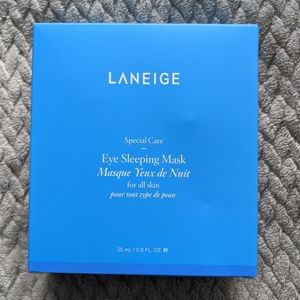 LANEIGE
Special Care
Eye Sleeping Mask
Masque Yeux de Nuit
for all skin
pour tout type de peau
25 mL / 0.8 FL. OZ. ℮